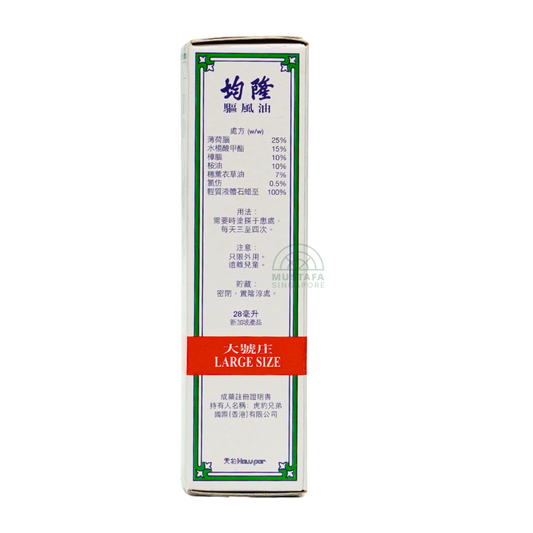 均隆
驅風油
處方 (w/w)
薄荷腦 25%
水楊酸甲酯 15%
樟腦 10%
桉油 10%
穗薰衣草油 7%
氯仿 0.5%
輕質液體石蠟至 100%
用法：
需要時塗搽于患處，
每天三至四次。
注意：
只限外用。
遠離兒童。
貯藏：
密閉，置陰涼處。
28毫升
新加坡產品
大號庄
LARGE SIZE
成藥註冊證明書
持有人名稱：虎豹兄弟
國際(香港)有限公司
Haw par
MUSTAFA
SINGAPORE